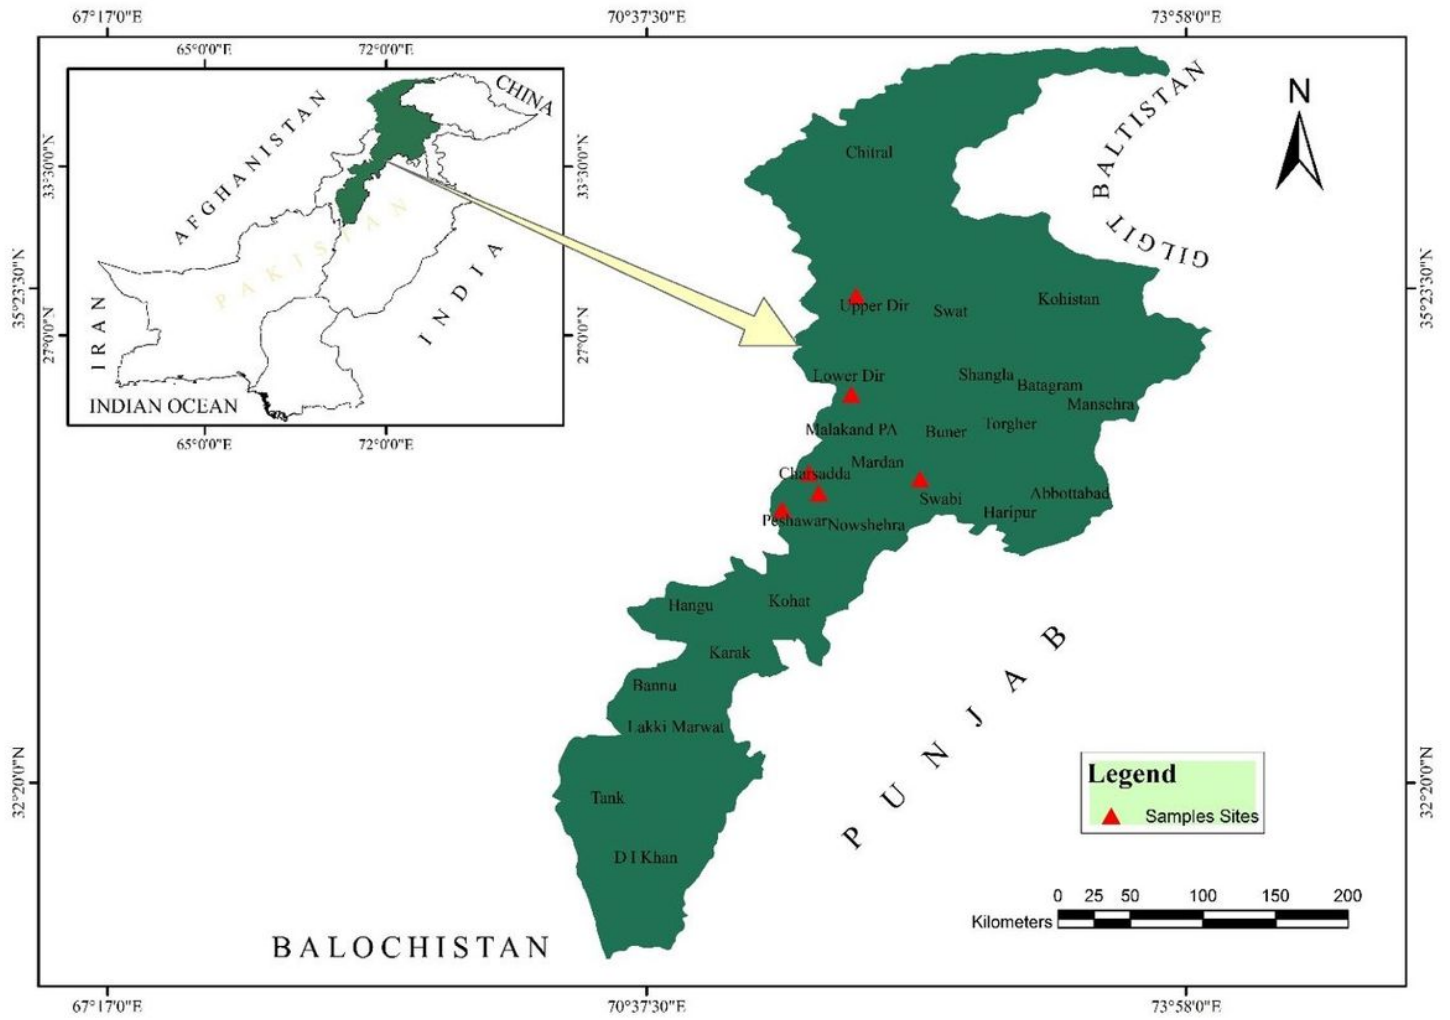 67°17'0"E 70°37'30"E 73°58'0"E
65°0'0"E 72°0'0"E
CHINA
AFGHANISTAN
33°30'0"N 33°30'0"N
PAKISTAN
INDIA
IRAN
27°0'0"N 27°0'0"N
INDIAN OCEAN
65°0'0"E 72°0'0"E
N
GILGIT BALTISTAN
Chitral
35°23'30"N 35°23'30"N
Upper Dir
Swat
Kohistan
Lower Dir
Shangla
Batagram
Mansehra
Malakand PA
Buner
Torgher
Mardan
Charsadda
Swabi
Abbottabad
Haripur
Peshawar
Nowshehra
Hangu
Kohat
Karak
Bannu
Lakki Marwat
Tank
D I Khan
PUNJAB
BALOCHISTAN
32°20'0"N 32°20'0"N
Legend
Samples Sites
0 25 50 100 150 200
Kilometers
67°17'0"E 70°37'30"E 73°58'0"E